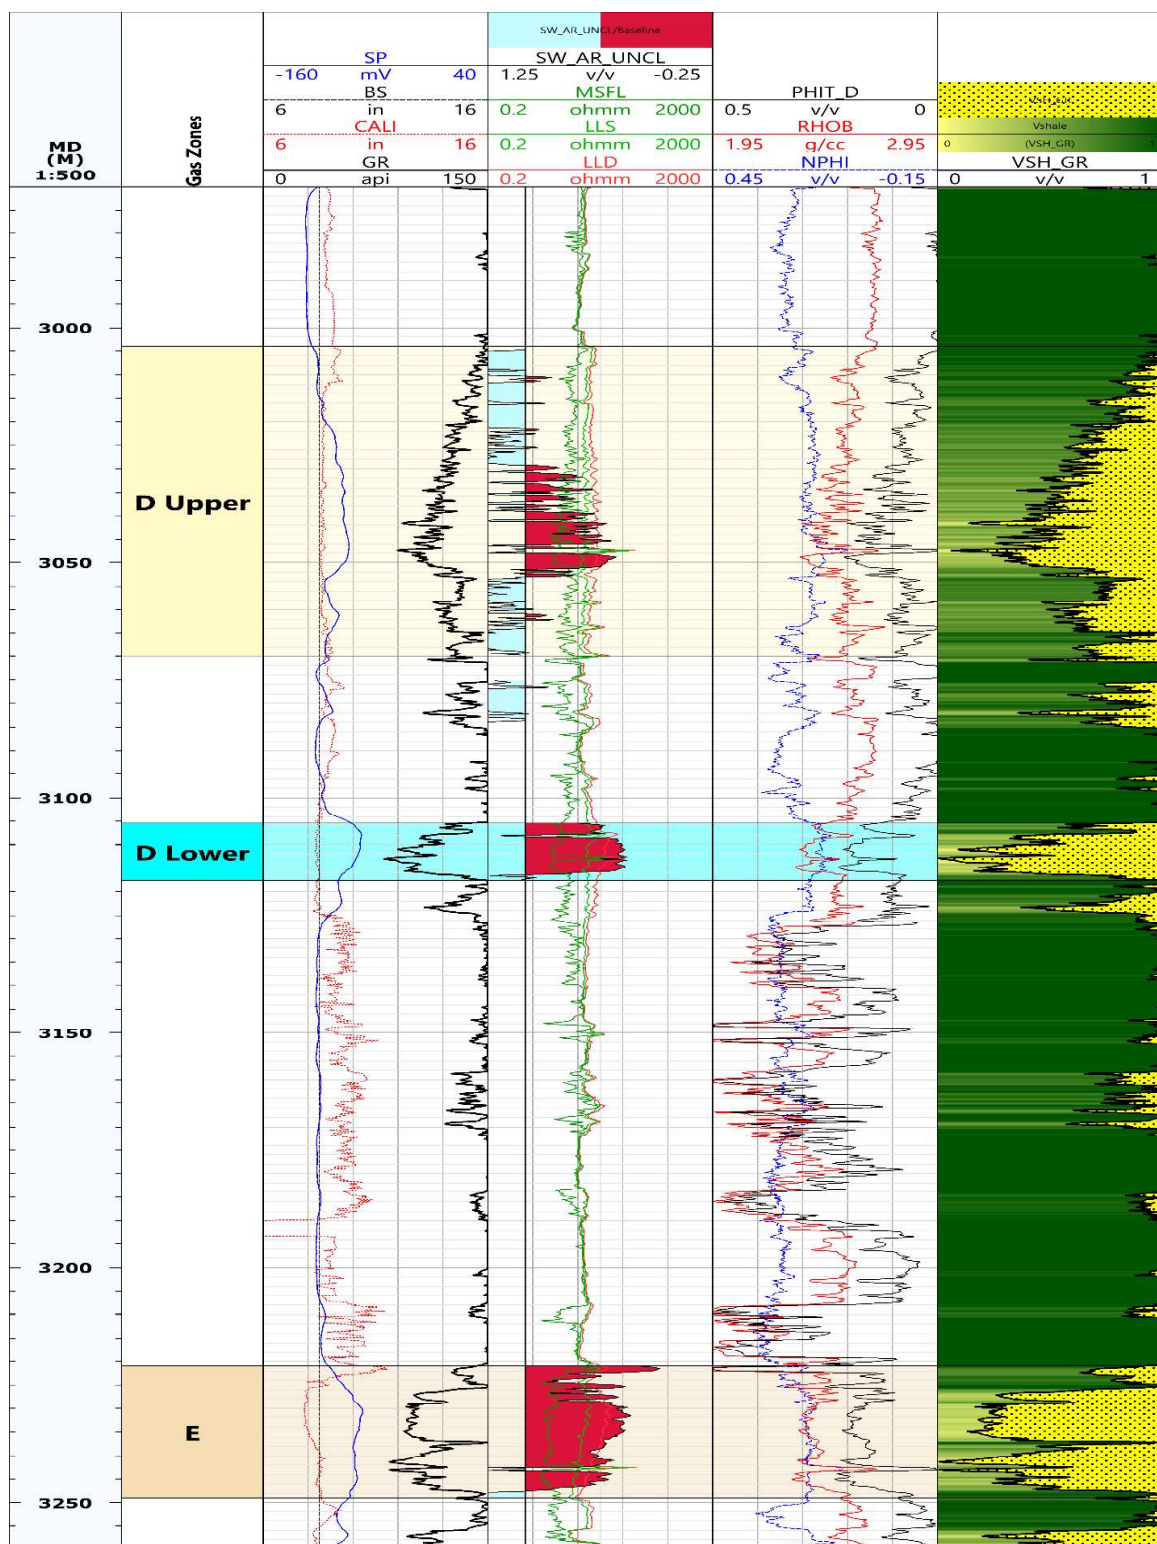 SW_AR_UNCL/Baseline
SP
SW_AR_UNCL
-160 mV 40
1.25 v/v -0.25
BS
MSFL
PHIT_D
6 in 16
0.2 ohmm 2000
0.5 v/v 0
CALI
LLS
RHOB
Vshale
MD
(M)
1:500
Gas Zones
6 in 16
0.2 ohmm 2000
1.95 g/cc 2.95
0 (VSH_GR)
GR
LLD
NPHI
VSH_GR
0 api 150
0.2 ohmm 2000
0.45 v/v -0.15
0 v/v 1
3000
D Upper
3050
3100
D Lower
3150
3200
E
3250